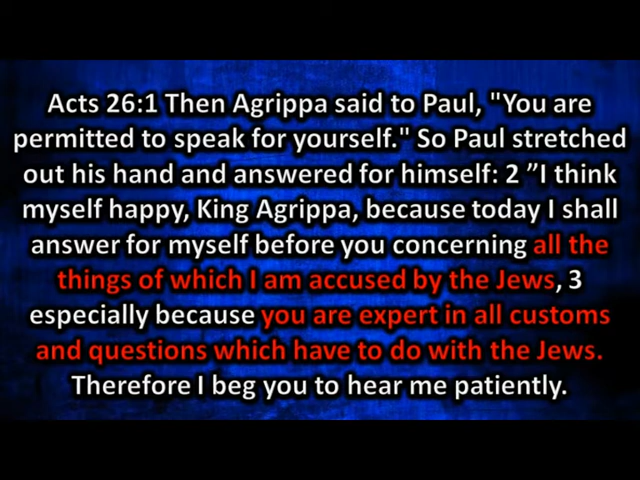 Acts 26:1 Then Agrippa said to Paul, "You are
permitted to speak for yourself." So Paul stretched
out his hand and answered for himself: 2 ”I think
myself happy, King Agrippa, because today I shall
answer for myself before you concerning all the
things of which I am accused by the Jews, 3
especially because you are expert in all customs
and questions which have to do with the Jews.
Therefore I beg you to hear me patiently.